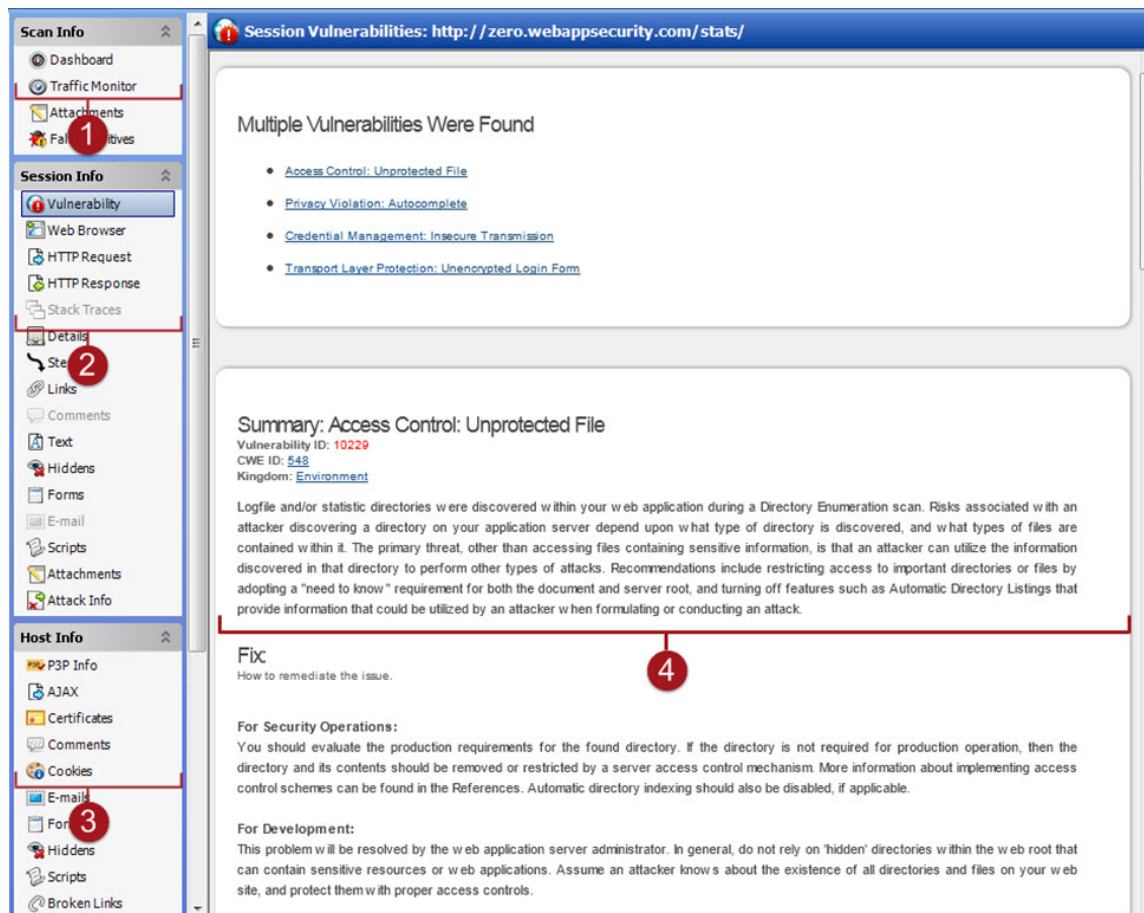 Scan Info
Dashboard
Traffic Monitor
Attachments
1
Session Info
Vulnerability
Web Browser
HTTP Request
HTTP Response
Stack Traces
Details
2
Links
Comments
Text
Hiddens
Forms
E-mail
Scripts
Attachments
Attack Info
Host Info
P3P Info
AJAX
Certificates
Comments
Cookies
E-mails
3
Hiddens
Scripts
Broken Links
Session Vulnerabilities: http://zero.webappsecurity.com/stats/
Multiple Vulnerabilities Were Found
Access Control: Unprotected File
Privacy Violation: Autocomplete
Credential Management: Insecure Transmission
Transport Layer Protection: Unencrypted Login Form
Summary: Access Control: Unprotected File
Vulnerability ID: 10229
CWE ID: 548
Kingdom: Environment
Logfile and/or statistic directories were discovered within your web application during a Directory Enumeration scan. Risks associated with an
attacker discovering a directory on your application server depend upon what type of directory is discovered, and what types of files are
contained within it. The primary threat, other than accessing files containing sensitive information, is that an attacker can utilize the information
discovered in that directory to perform other types of attacks. Recommendations include restricting access to important directories or files by
adopting a "need to know" requirement for both the document and server root, and turning off features such as Automatic Directory Listings that
provide information that could be utilized by an attacker when formulating or conducting an attack.
4
Fix:
How to remediate the issue.
For Security Operations:
You should evaluate the production requirements for the found directory. If the directory is not required for production operation, then the
directory and its contents should be removed or restricted by a server access control mechanism. More information about implementing access
control schemes can be found in the References. Automatic directory indexing should also be disabled, if applicable.
For Development:
This problem will be resolved by the web application server administrator. In general, do not rely on 'hidden' directories within the web root that
can contain sensitive resources or web applications. Assume an attacker knows about the existence of all directories and files on your web
site, and protect them with proper access controls.